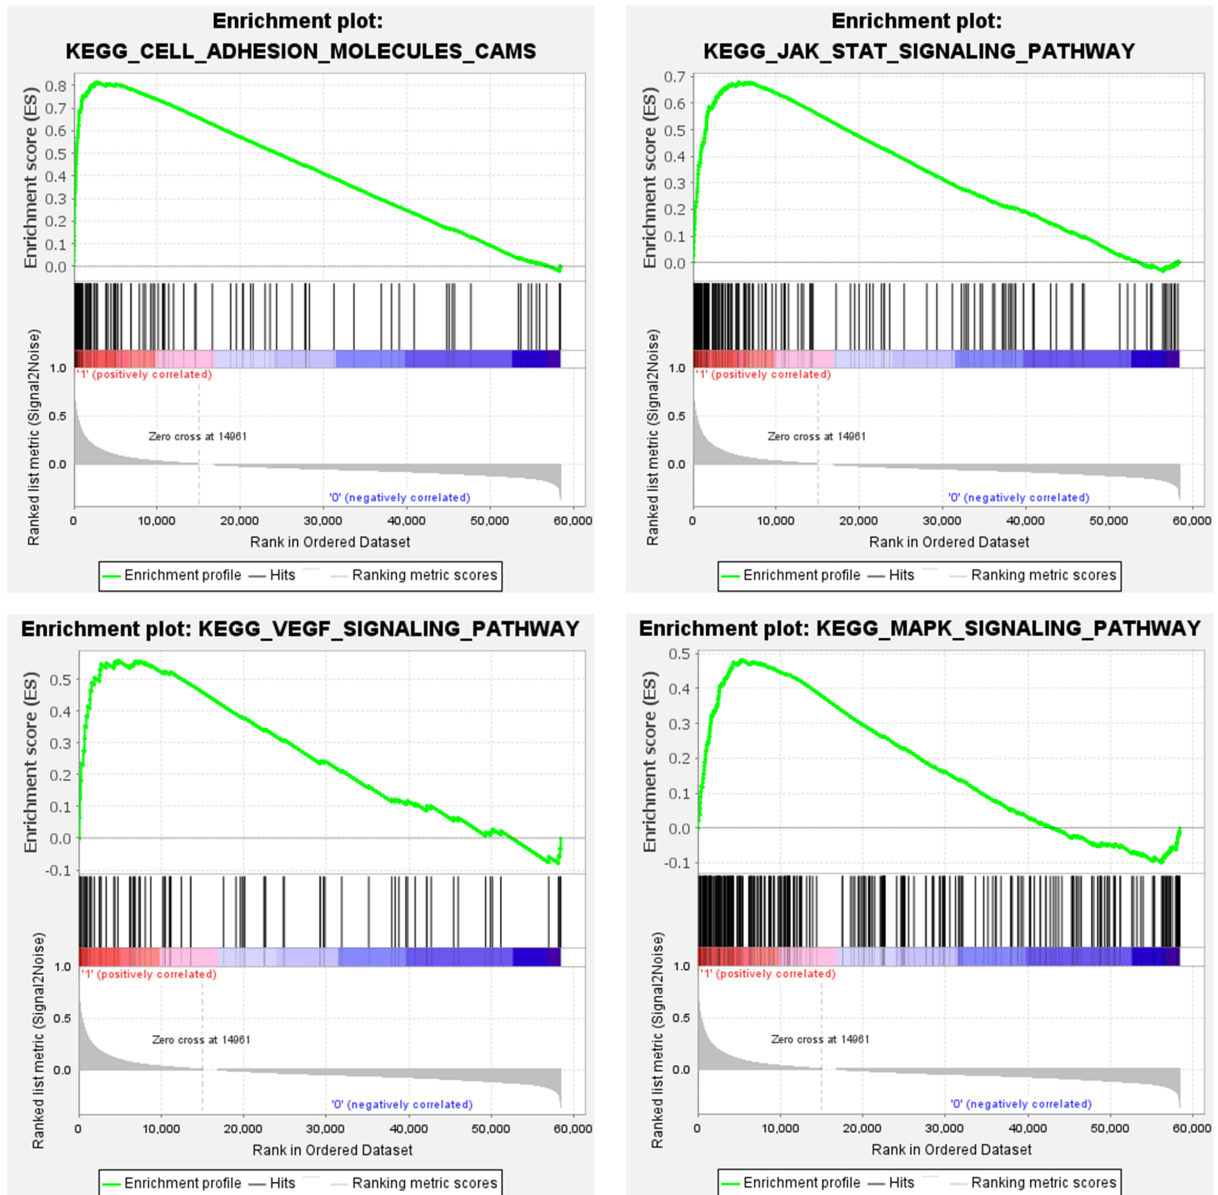 Enrichment plot:
KEGG_CELL_ADHESION_MOLECULES_CAMS
Enrichment score (ES)
0.8
0.7
0.6
0.5
0.4
0.3
0.2
0.1
0.0
Ranked list metric (Signal2Noise)
1.0
'1' (positively correlated)
0.5
Zero cross at 14961
0.0
'0' (negatively correlated)
0 10,000 20,000 30,000 40,000 50,000 60,000
Rank in Ordered Dataset
Enrichment profile Hits Ranking metric scores
Enrichment plot:
KEGG_JAK_STAT_SIGNALING_PATHWAY
Enrichment score (ES)
0.7
0.6
0.5
0.4
0.3
0.2
0.1
0.0
Ranked list metric (Signal2Noise)
1.0
'1' (positively correlated)
0.5
Zero cross at 14961
0.0
'0' (negatively correlated)
0 10,000 20,000 30,000 40,000 50,000 60,000
Rank in Ordered Dataset
Enrichment profile Hits Ranking metric scores
Enrichment plot: KEGG_VEGF_SIGNALING_PATHWAY
Enrichment score (ES)
0.5
0.4
0.3
0.2
0.1
0.0
-0.1
Ranked list metric (Signal2Noise)
1.0
'1' (positively correlated)
0.5
Zero cross at 14961
0.0
'0' (negatively correlated)
0 10,000 20,000 30,000 40,000 50,000 60,000
Rank in Ordered Dataset
Enrichment profile Hits Ranking metric scores
Enrichment plot: KEGG_MAPK_SIGNALING_PATHWAY
Enrichment score (ES)
0.5
0.4
0.3
0.2
0.1
0.0
-0.1
Ranked list metric (Signal2Noise)
1.0
'1' (positively correlated)
0.5
Zero cross at 14961
0.0
'0' (negatively correlated)
0 10,000 20,000 30,000 40,000 50,000 60,000
Rank in Ordered Dataset
Enrichment profile Hits Ranking metric scores